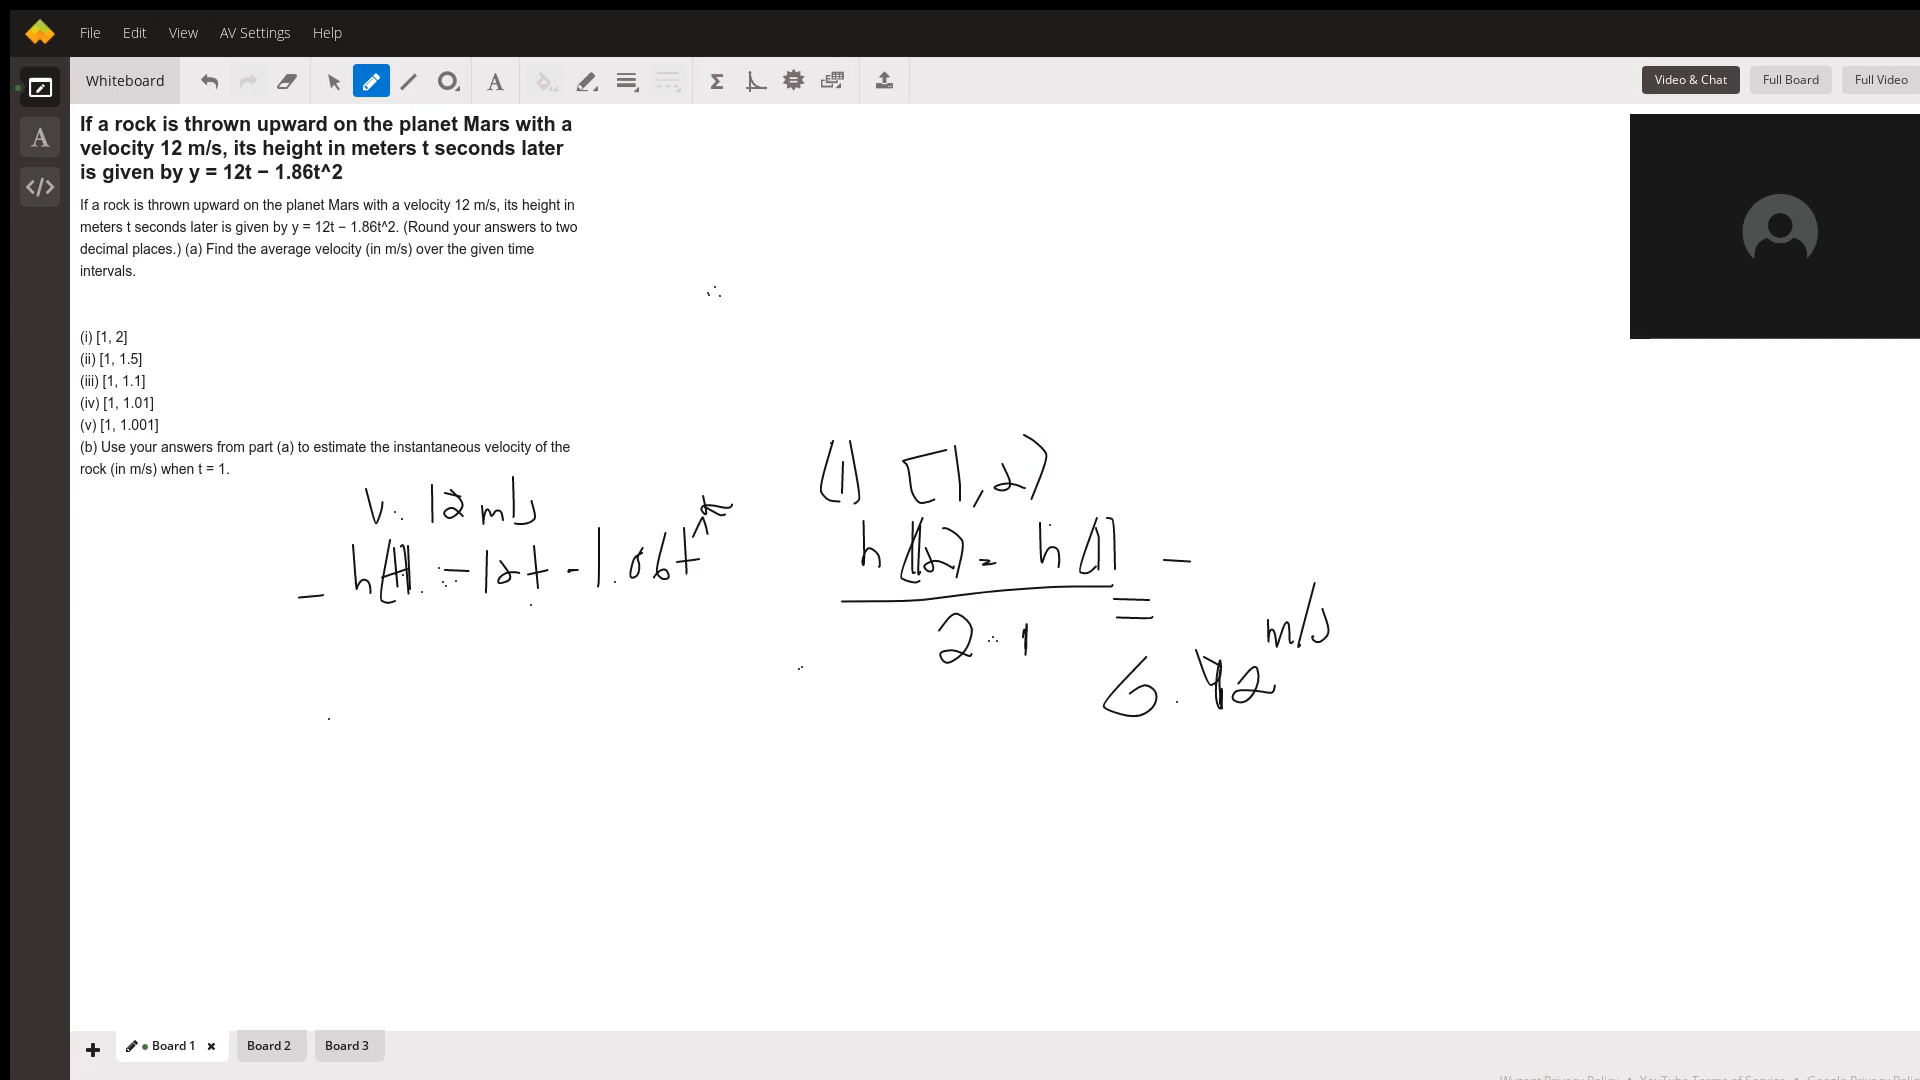 File Edit View AV Settings Help
Whiteboard A Σ Video & Chat Full Board Full Video
A
</>
If a rock is thrown upward on the planet Mars with a
velocity 12 m/s, its height in meters t seconds later
is given by y = 12t − 1.86t^2
If a rock is thrown upward on the planet Mars with a velocity 12 m/s, its height in
meters t seconds later is given by y = 12t − 1.86t^2. (Round your answers to two
decimal places.) (a) Find the average velocity (in m/s) over the given time
intervals.
(i) [1, 2]
(ii) [1, 1.5]
(iii) [1, 1.1]
(iv) [1, 1.01]
(v) [1, 1.001]
(b) Use your answers from part (a) to estimate the instantaneous velocity of the
rock (in m/s) when t = 1.
v. 12 m/s
12t - 1.06t^2
(1) [1,2)
h(2) - h(1)
2 - 1
=
6.42 m/s
Board 1 Board 2 Board 3